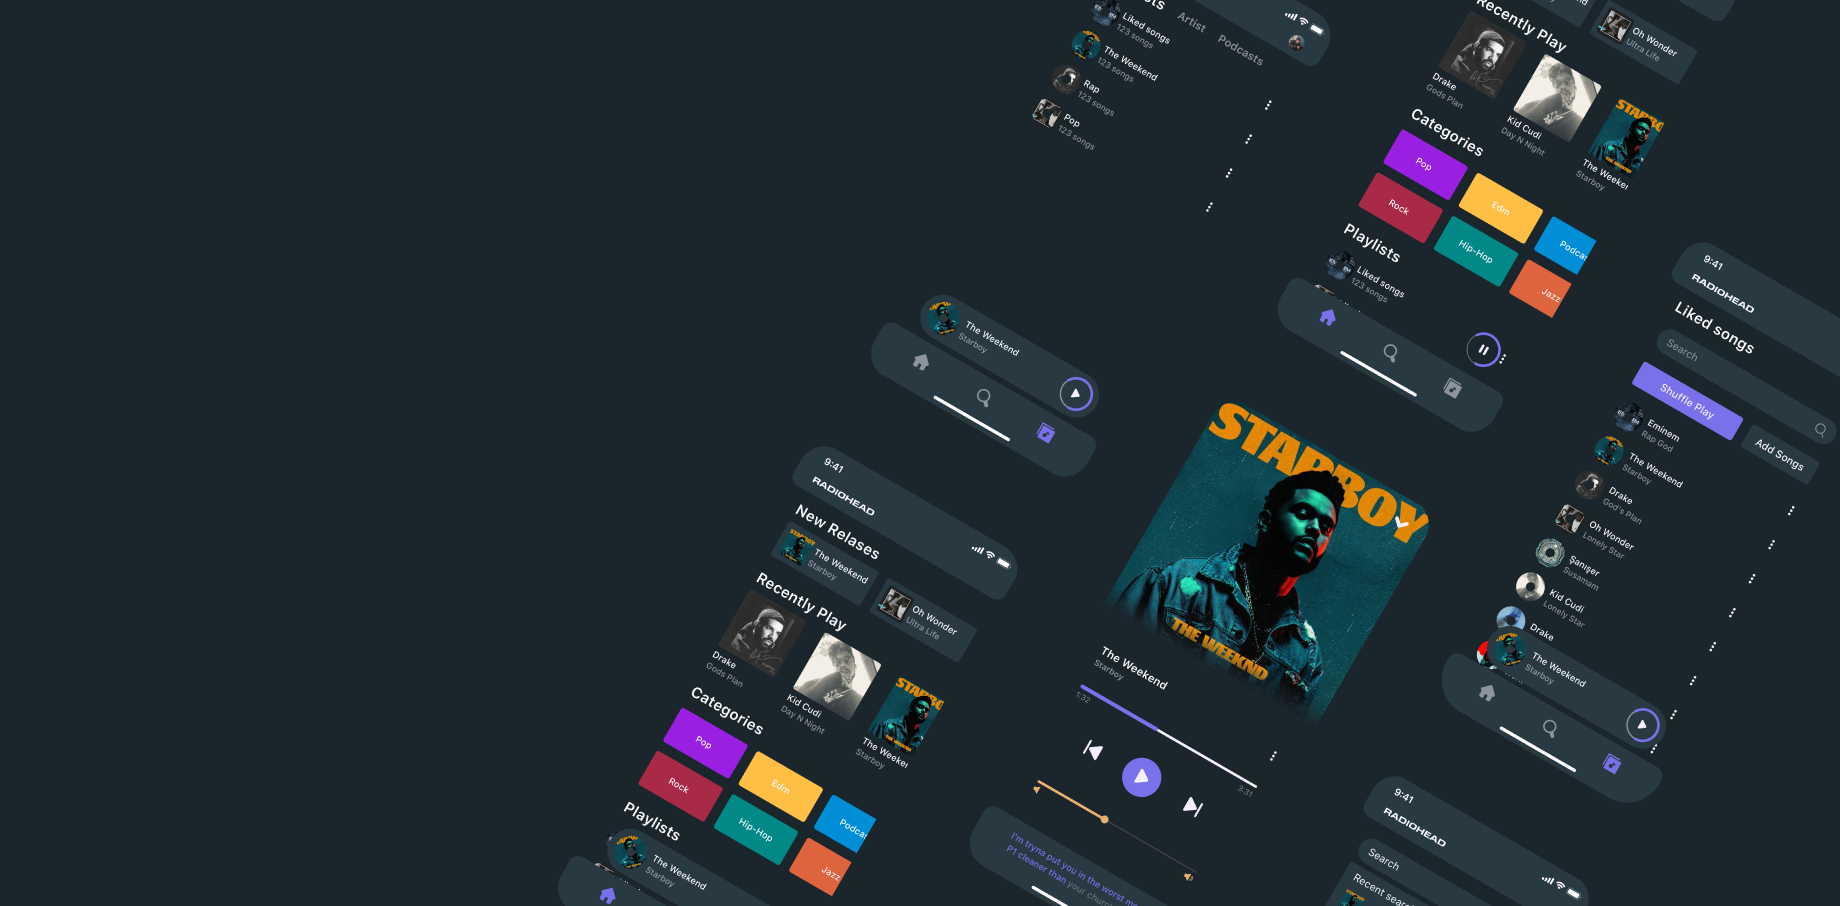 Artist
Podcasts
Liked songs
123 songs
The Weekend
123 songs
Rap
123 songs
Pop
123 songs
The Weekend
Starboy
Recently Play
Oh Wonder
Ultra Life
Drake
Gods Plan
Kid Cudi
Day N Night
STARBO
The Weeke
Starboy
Categories
Pop
Edm
Podca
Rock
Hip-Hop
Jazz
Playlists
Liked songs
123 songs
9:41
RADIOHEAD
New Relases
The Weekend
Starboy
Oh Wonder
Ultra Life
Recently Play
Drake
Gods Plan
Kid Cudi
Day N Night
STARBO
The Weeke
Starboy
Categories
Pop
Edm
Podca
Rock
Hip-Hop
Jazz
Playlists
The Weekend
Starboy
STARBOY
THE WEEKND
The Weekend
Starboy
1:32
3:31
I'm tryna put you in the worst m
P1 cleaner than your church
9:41
RADIOHEAD
Liked songs
Search
Shuffle Play
Add Songs
Eminem
Rap God
The Weekend
Starboy
Drake
God's Plan
Oh Wonder
Lonely Star
Şanışer
Susamam
Kid Cudi
Lonely Star
Drake
The Weekend
Starboy
9:41
RADIOHEAD
Search
Recent sear